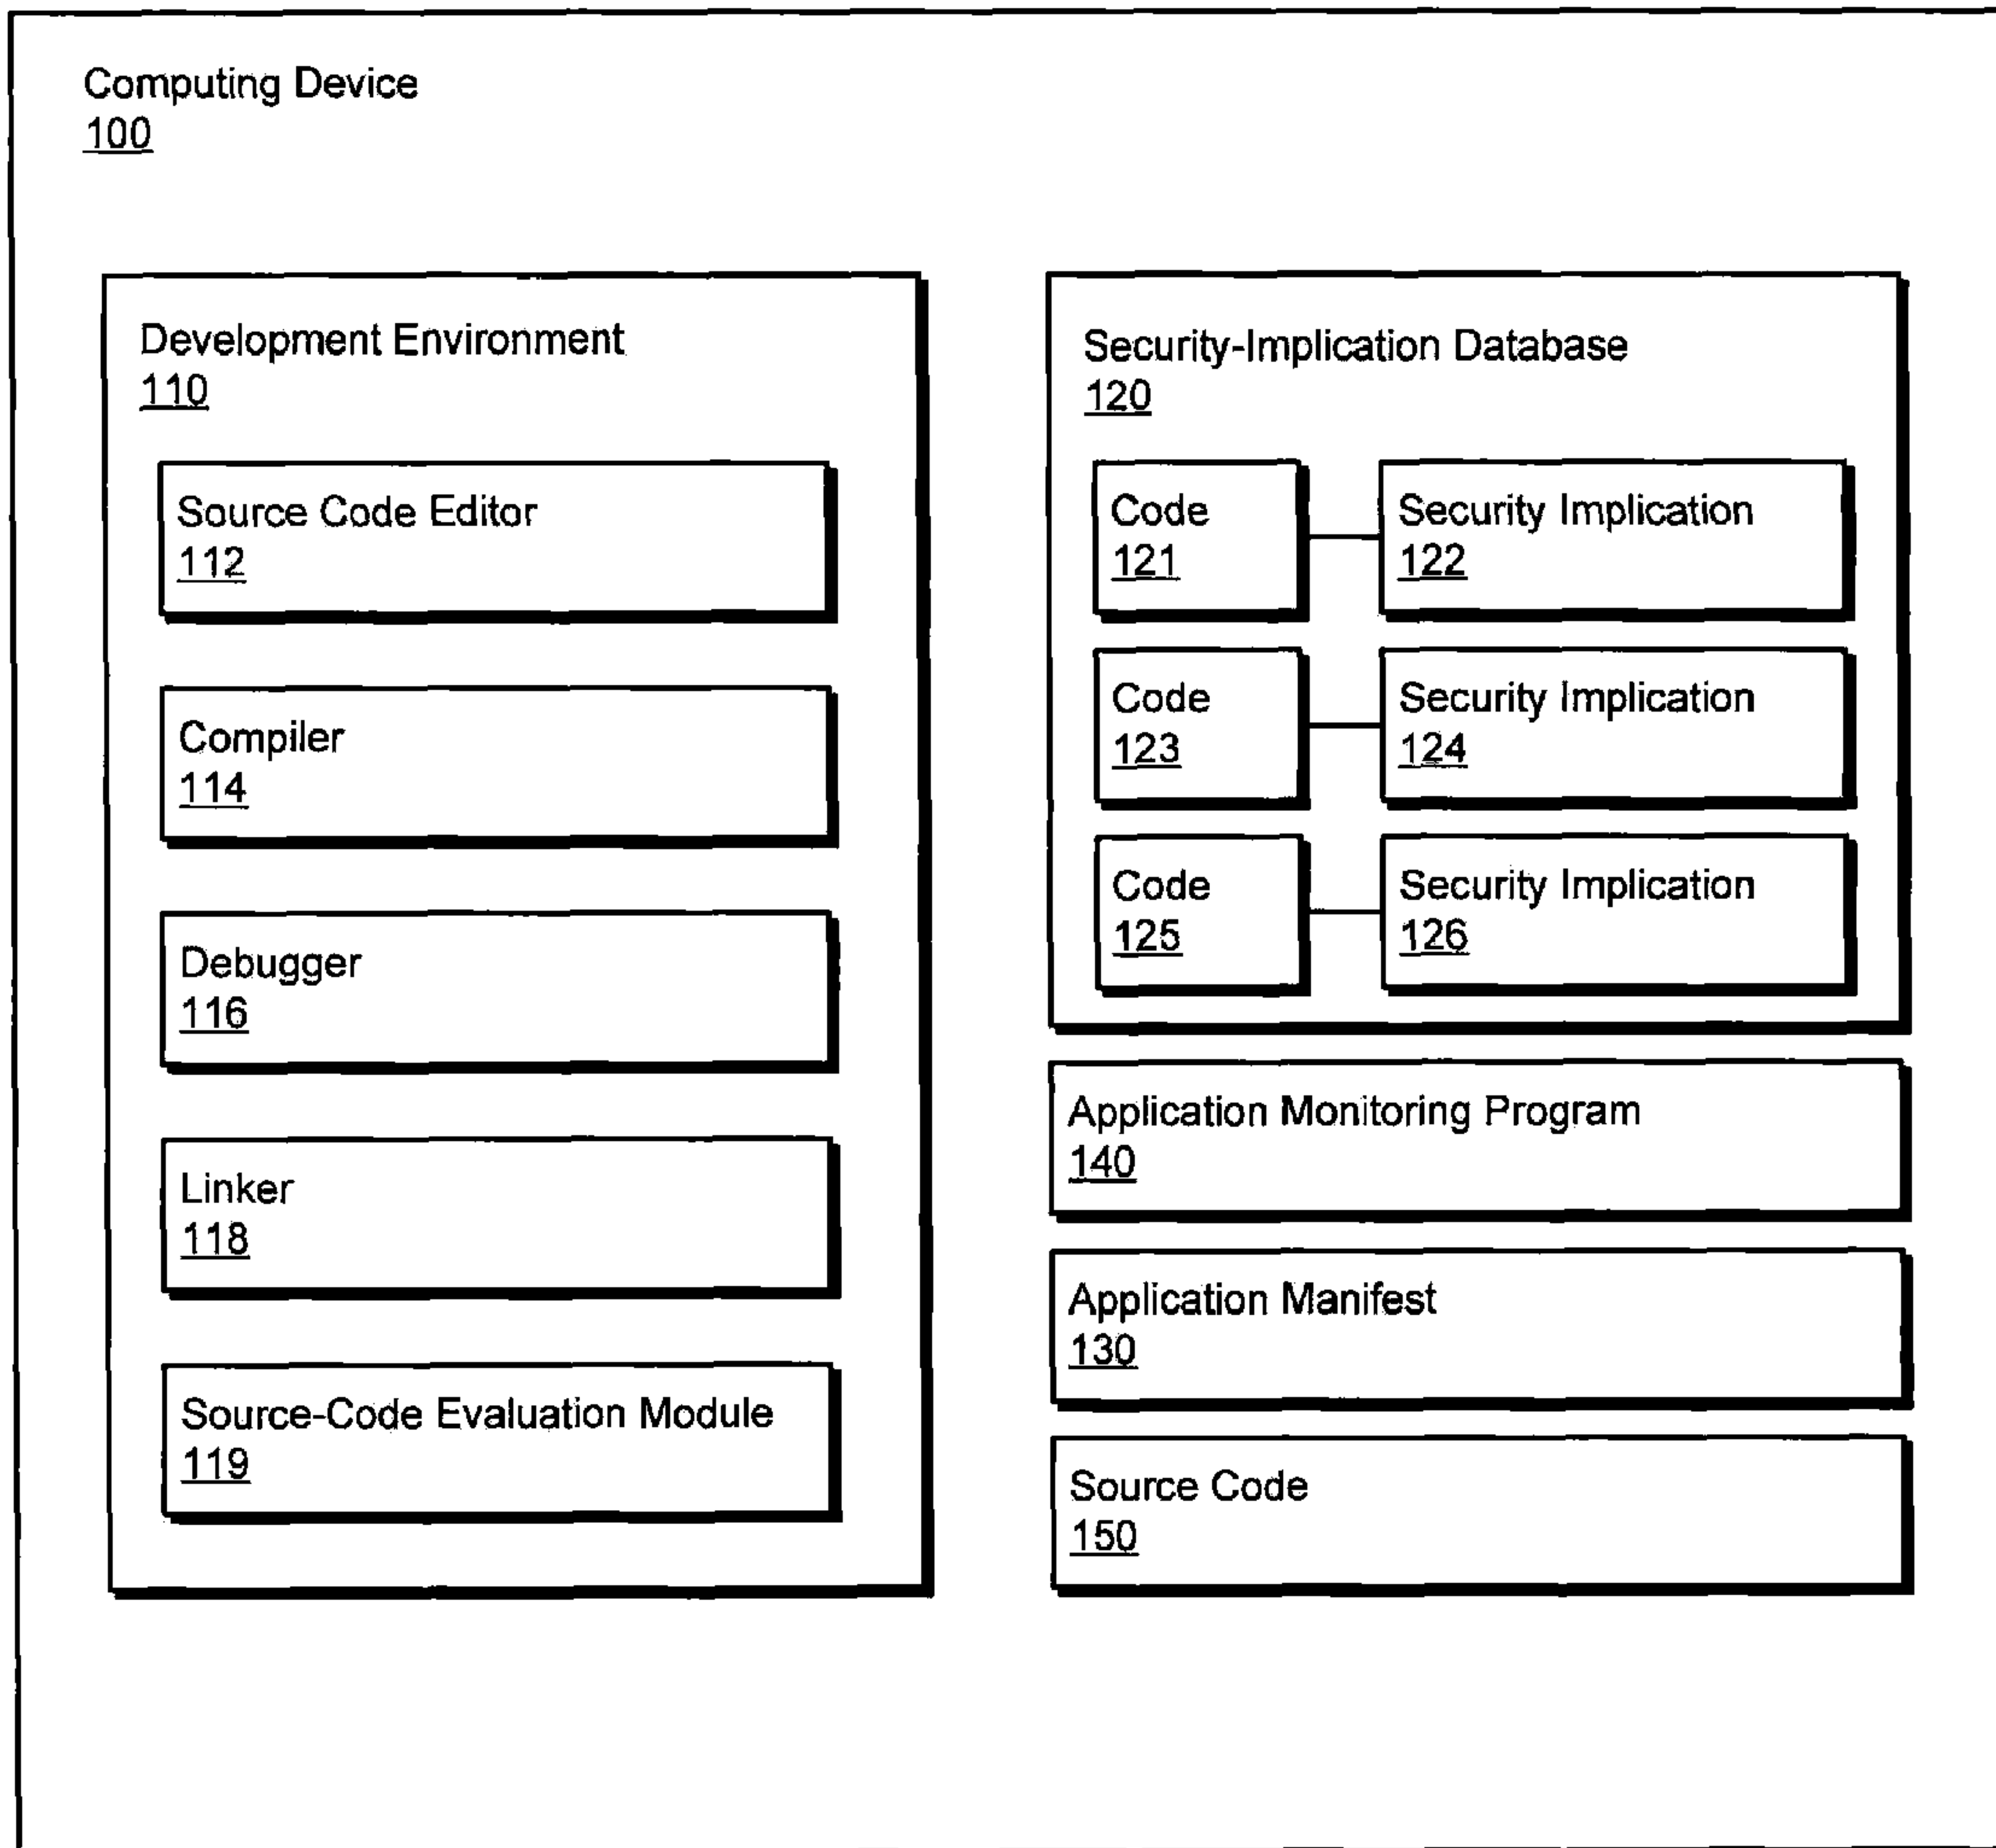 Computing Device
100
Development Environment
110
Source Code Editor
112
Compiler
114
Debugger
116
Linker
118
Source-Code Evaluation Module
119
Security-Implication Database
120
Code
121
Security Implication
122
Code
123
Security Implication
124
Code
125
Security Implication
126
Application Monitoring Program
140
Application Manifest
130
Source Code
150